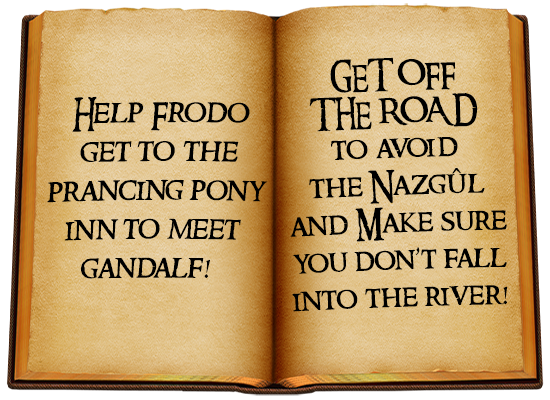 Help Frodo
get to the
prancing pony
inn to meet
gandalf!
Get off
the road
to avoid
the Nazgûl
and Make sure
you don't fall
into the river!